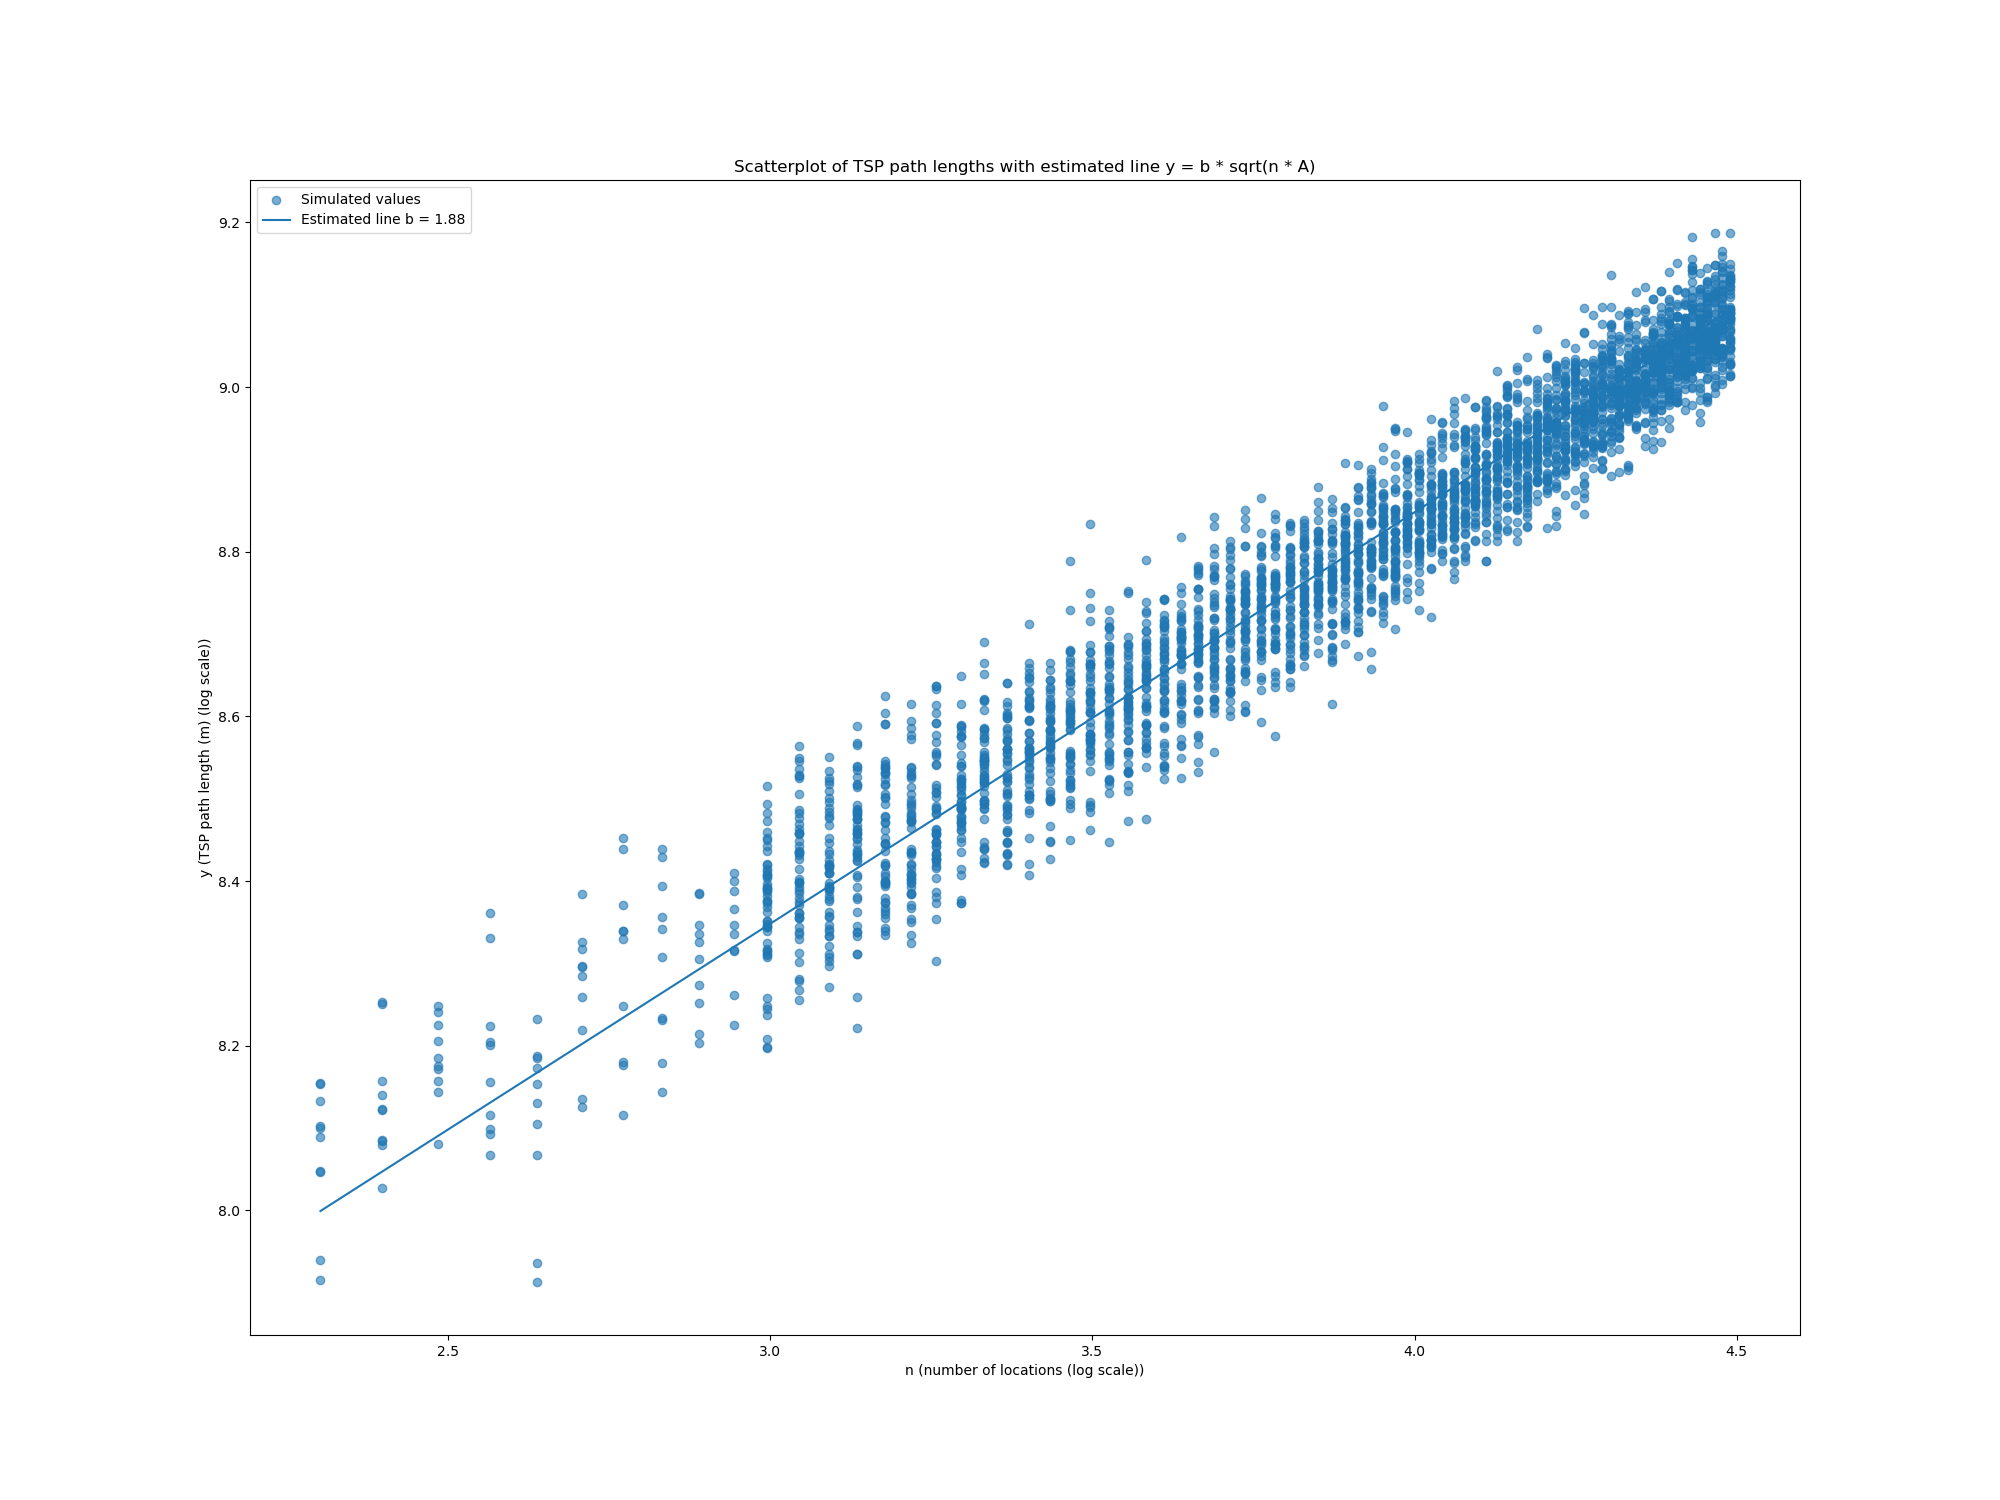 Scatterplot of TSP path lengths with estimated line y = b * sqrt(n * A)
Simulated values
Estimated line b = 1.88
9.2
9.0
8.8
8.6
8.4
8.2
8.0
y (TSP path length (m) (log scale))
2.5
3.0
3.5
4.0
4.5
n (number of locations (log scale))